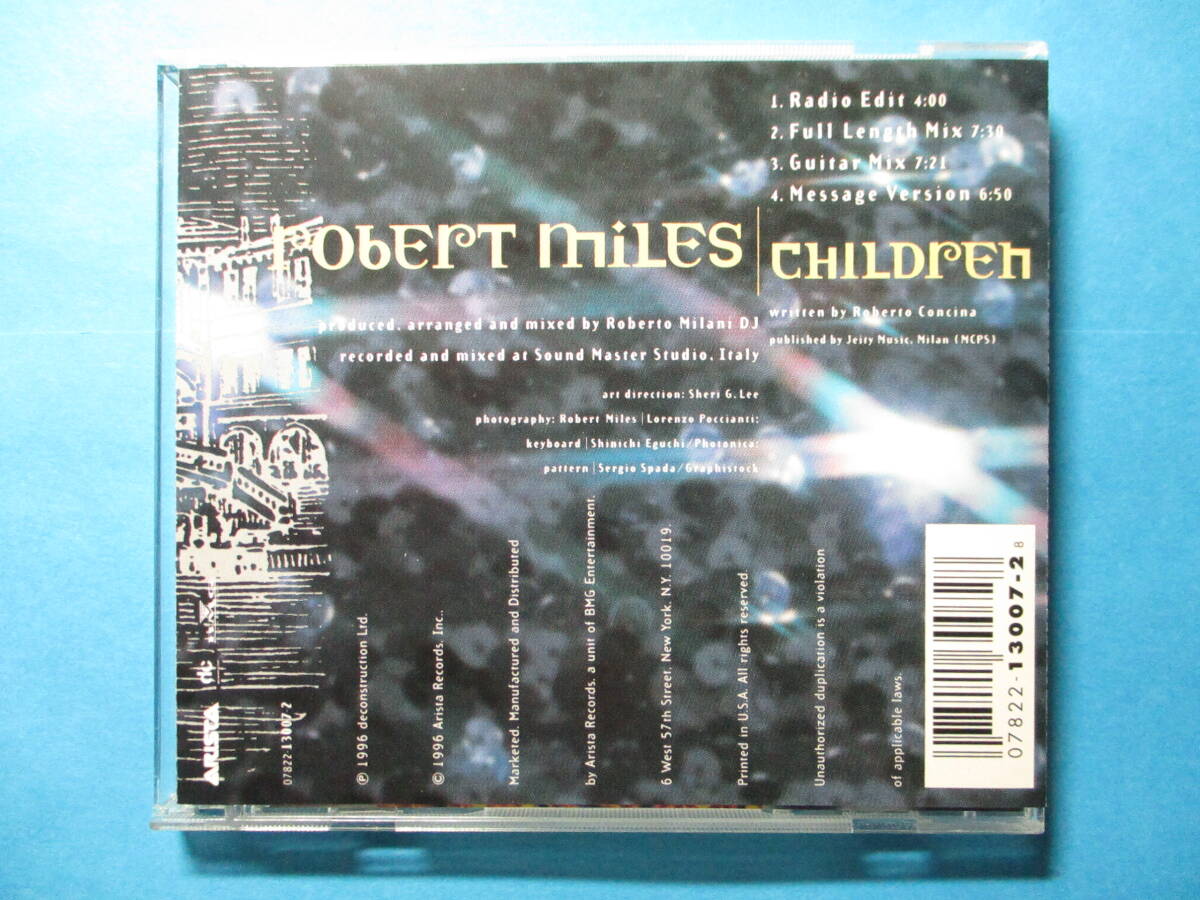 1. Radio Edit 4:00
2. Full Length Mix 7:30
3. Guitar Mix 7:21
4. Message Version 6:50
robert miles
children
written by Roberto Concina
published by Jeity Music, Milan (MCPS)
produced, arranged and mixed by Roberto Milani DJ
recorded and mixed at Sound Master Studio, Italy
art direction: Sheri G. Lee
photography: Robert Miles | Lorenzo Poccianti;
keyboard | Shinichi Eguchi/Photonica;
pattern | Sergio Spada/Graphistock
ARISTA
07822-13007-2
℗ 1996 deconstruction Ltd.
© 1996 Arista Records, Inc..
Marketed, Manufactured and Distributed
by Arista Records, a unit of BMG Entertainment,
6 West 57th Street, New York, N.Y. 10019.
Printed in U.S.A. All rights reserved.
Unauthorized duplication is a violation
of applicable laws.
07822-13007-2 8